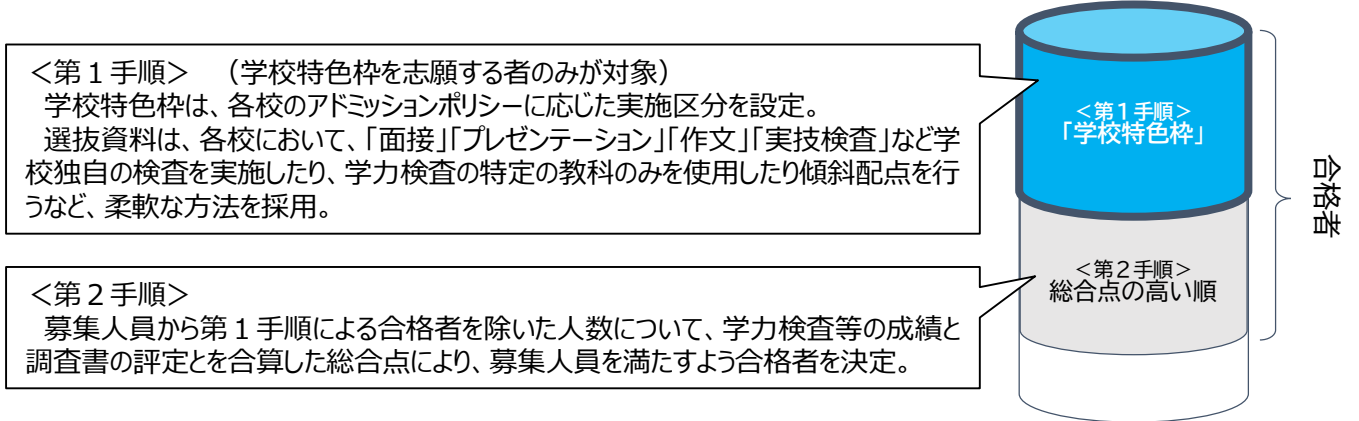 ＜第１手順＞　（学校特色枠を志願する者のみが対象）
　学校特色枠は、各校のアドミッションポリシーに応じた実施区分を設定。
　選抜資料は、各校において、「面接」「プレゼンテーション」「作文」「実技検査」など学
校独自の検査を実施したり、学力検査の特定の教科のみを使用したり傾斜配点を行
うなど、柔軟な方法を採用。
＜第２手順＞
　募集人員から第１手順による合格者を除いた人数について、学力検査等の成績と
調査書の評定とを合算した総合点により、募集人員を満たすよう合格者を決定。
＜第１手順＞
「学校特色枠」
＜第２手順＞
総合点の高い順
合格者